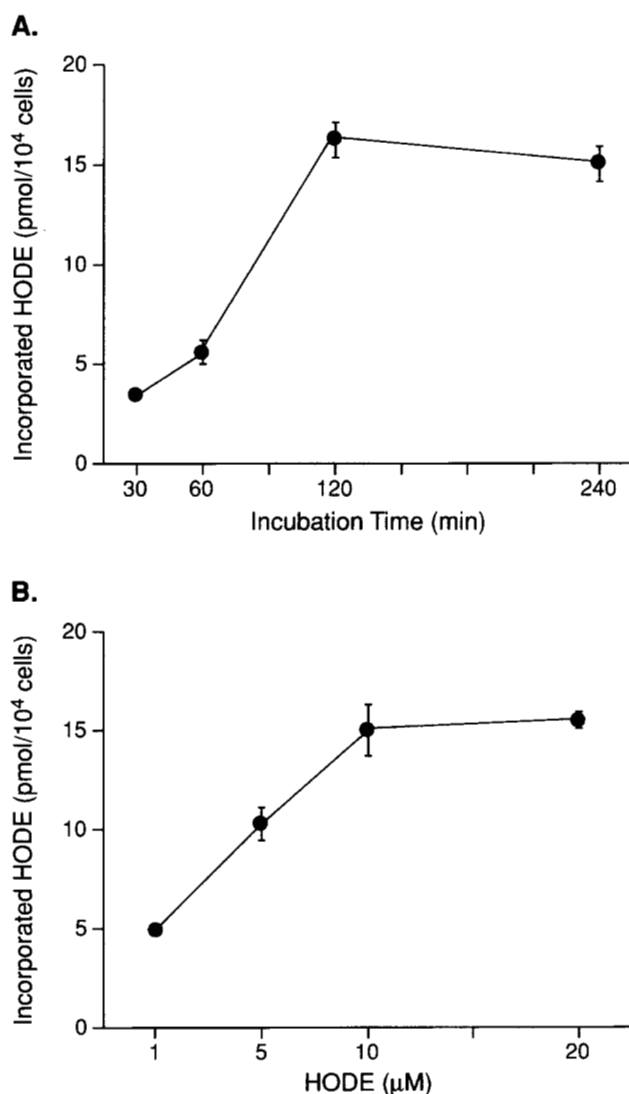 A.
20
15
10
5
0
Incorporated HODE (pmol/10⁴ cells)
30 60 120 240
Incubation Time (min)
B.
20
15
10
5
0
Incorporated HODE (pmol/10⁴ cells)
1 5 10 20
HODE (μM)